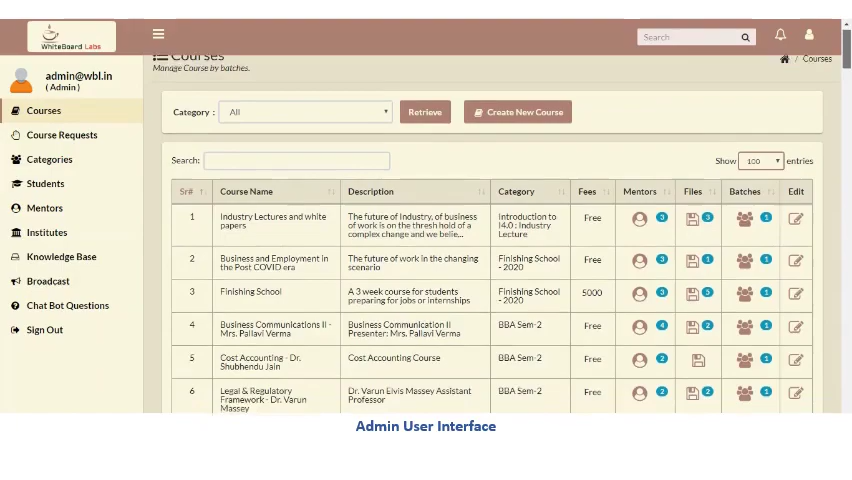 WhiteBoard Labs
Search
admin@wbl.in
( Admin )
Courses
Course Requests
Categories
Students
Mentors
Institutes
Knowledge Base
Broadcast
Chat Bot Questions
Sign Out
Courses
Manage Course by batches.
/ Courses
Category : All Retrieve Create New Course
Search: Show 100 entries
Sr# Course Name Description Category Fees Mentors Files Batches Edit
1 Industry Lectures and white The future of Industry, of business Introduction to Free 3 3 1
papers of work is on the thresh hold of a I4.0 : Industry
complex change and we belie... Lecture
2 Business and Employment in The future of work in the changing Finishing School Free 3 1 1
the Post COVID era scenario - 2020
3 Finishing School A 3 week course for students Finishing School 5000 3 5 1
preparing for jobs or internships - 2020
4 Business Communications II - Business Communication II BBA Sem-2 Free 4 2 1
Mrs. Pallavi Verma Presenter: Mrs. Pallavi Verma
5 Cost Accounting - Dr. Cost Accounting Course BBA Sem-2 Free 2 1
Shubhendu Jain
6 Legal & Regulatory Dr. Varun Elvis Massey Assistant BBA Sem-2 Free 2 2 1
Framework - Dr. Varun Professor
Massey
Admin User Interface